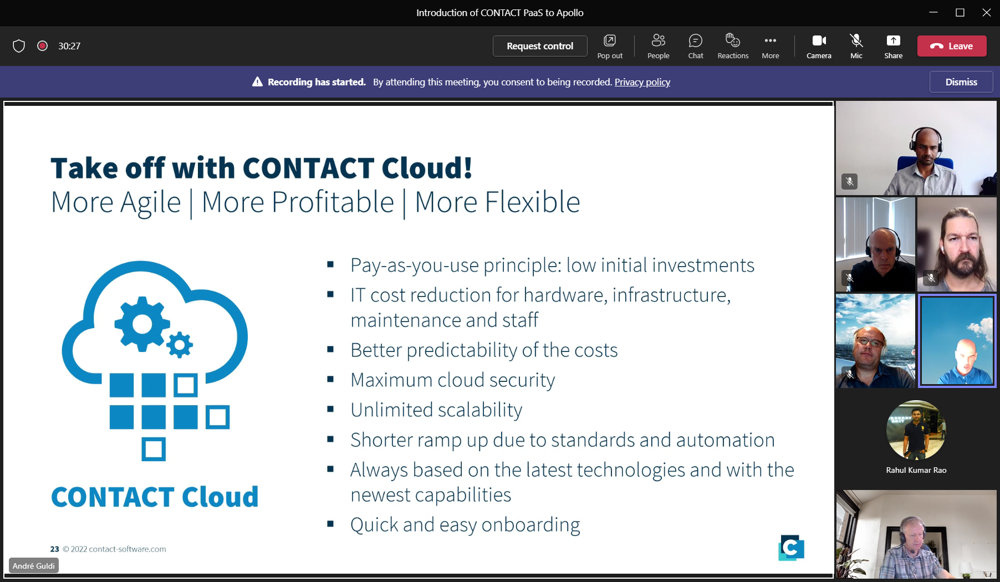 Introduction of CONTACT PaaS to Apollo
30:27
Request control
Pop out
People
Chat
Reactions
More
Camera
Mic
Share
Leave
Recording has started. By attending this meeting, you consent to being recorded. Privacy policy
Dismiss
Take off with CONTACT Cloud!
More Agile | More Profitable | More Flexible
▪ Pay-as-you-use principle: low initial investments
▪ IT cost reduction for hardware, infrastructure,
maintenance and staff
▪ Better predictability of the costs
▪ Maximum cloud security
▪ Unlimited scalability
▪ Shorter ramp up due to standards and automation
▪ Always based on the latest technologies and with the
newest capabilities
▪ Quick and easy onboarding
CONTACT Cloud
23 © 2022 contact-software.com
C
André Guldi
Rahul Kumar Rao